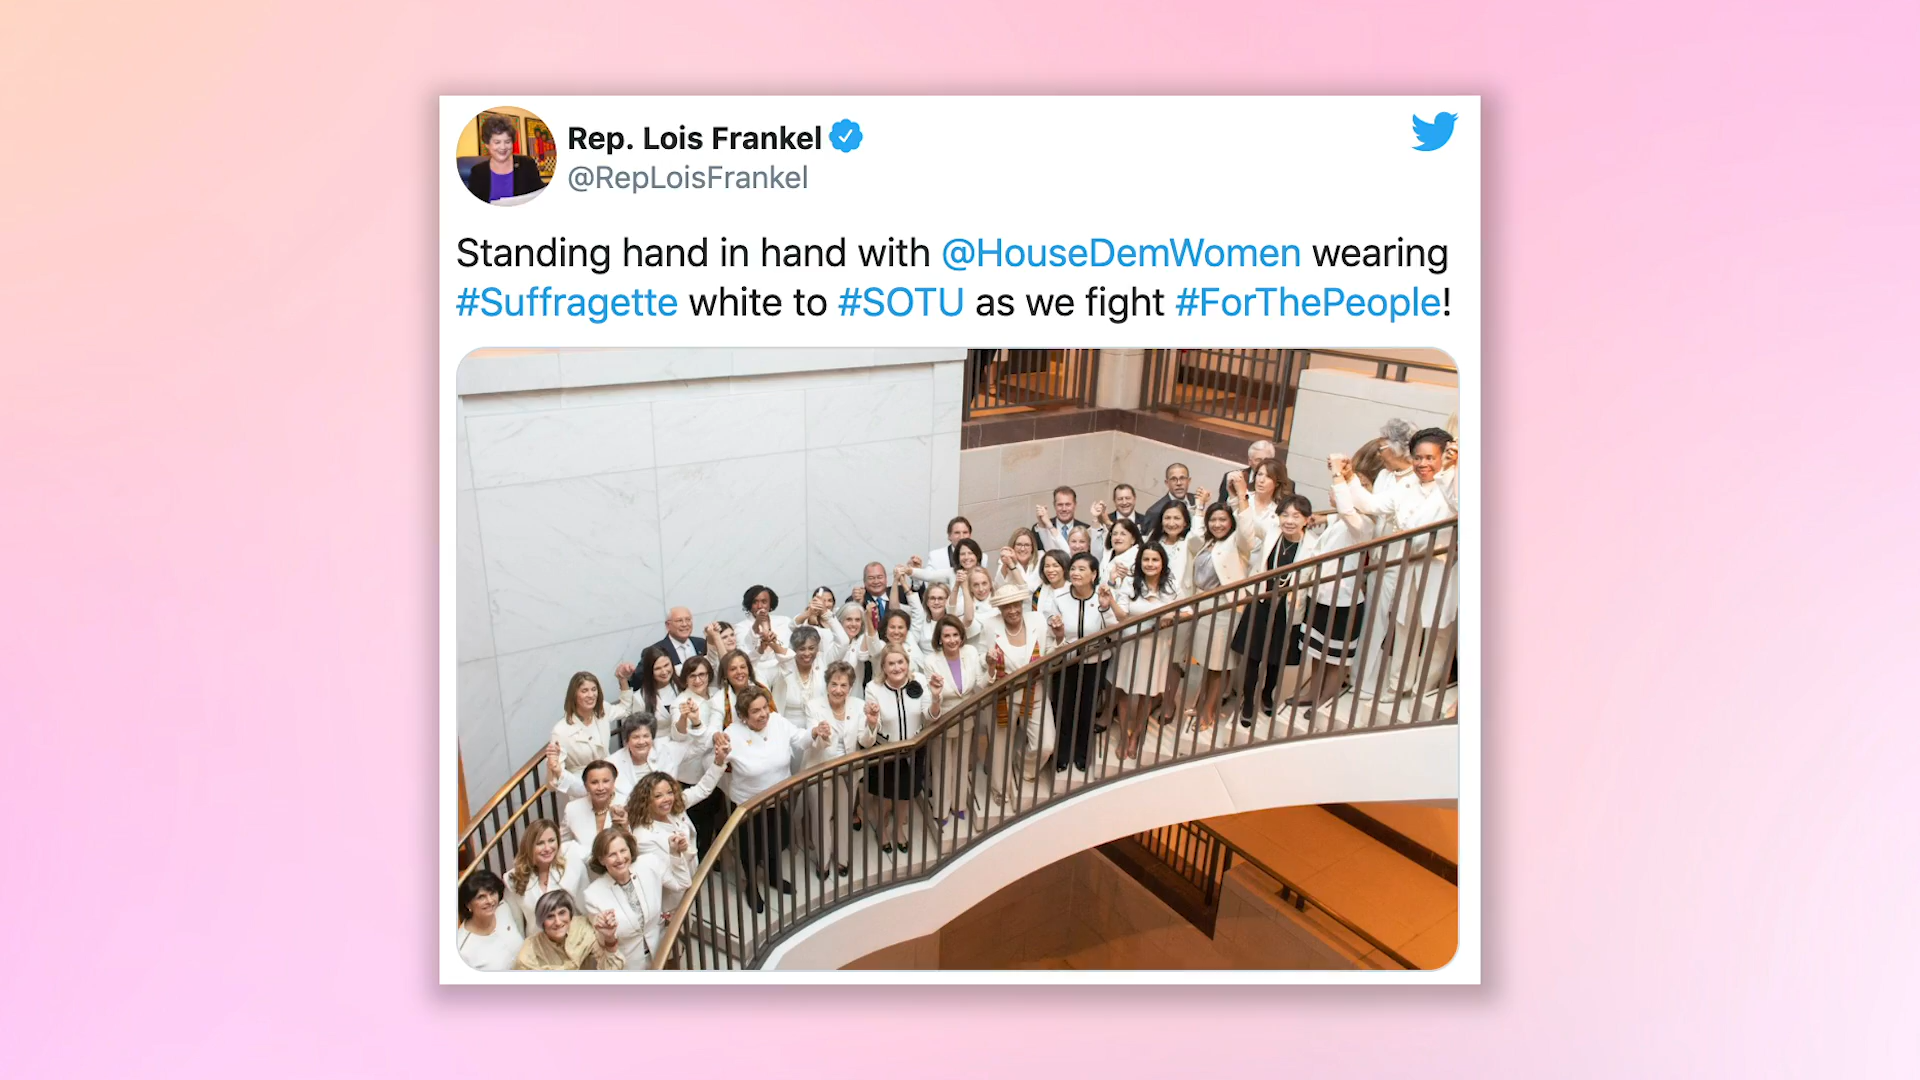 Rep. Lois Frankel
@RepLoisFrankel
Standing hand in hand with @HouseDemWomen wearing
#Suffragette white to #SOTU as we fight #ForThePeople!